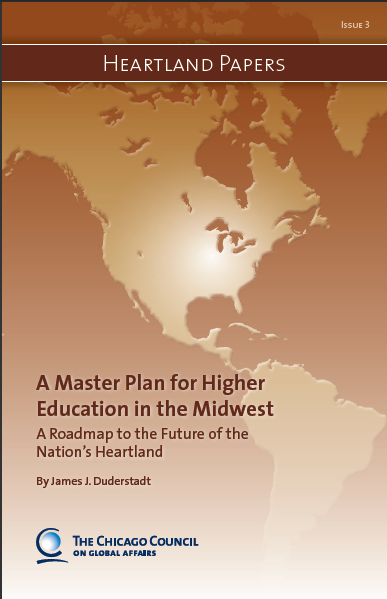 Issue 3
Heartland Papers
A Master Plan for Higher
Education in the Midwest
A Roadmap to the Future of the
Nation's Heartland
By James J. Duderstadt
The Chicago Council
on Global Affairs